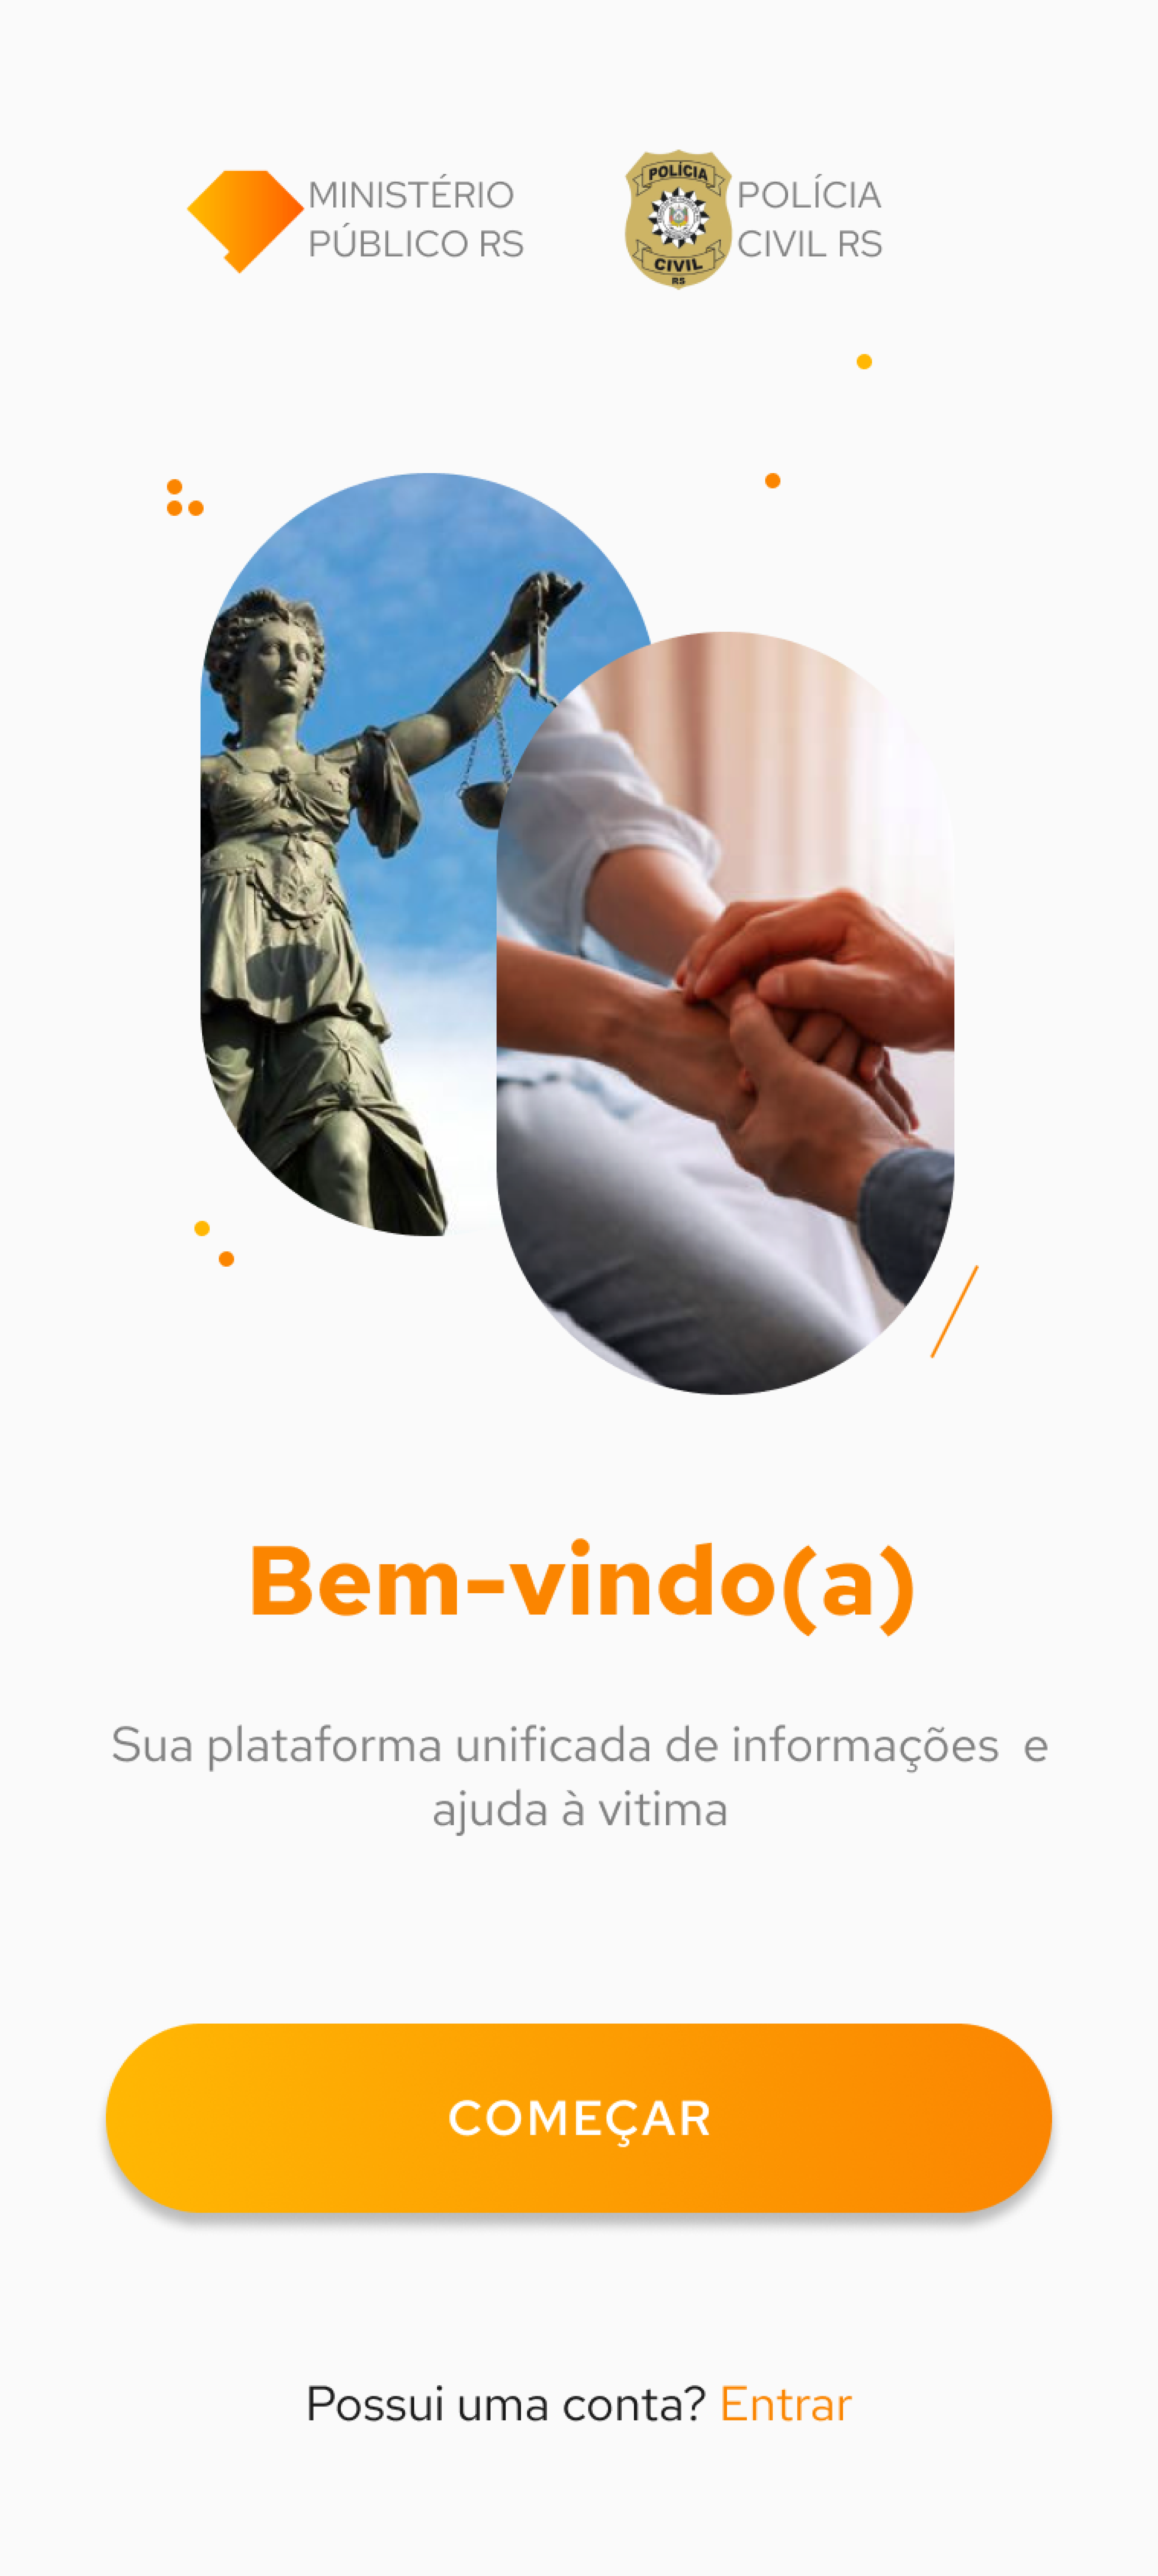 MINISTÉRIO
PÚBLICO RS
POLÍCIA
CIVIL
RS
POLÍCIA
CIVIL RS
Bem-vindo(a)
Sua plataforma unificada de informações  e
ajuda à vitima
COMEÇAR
Possui uma conta? Entrar